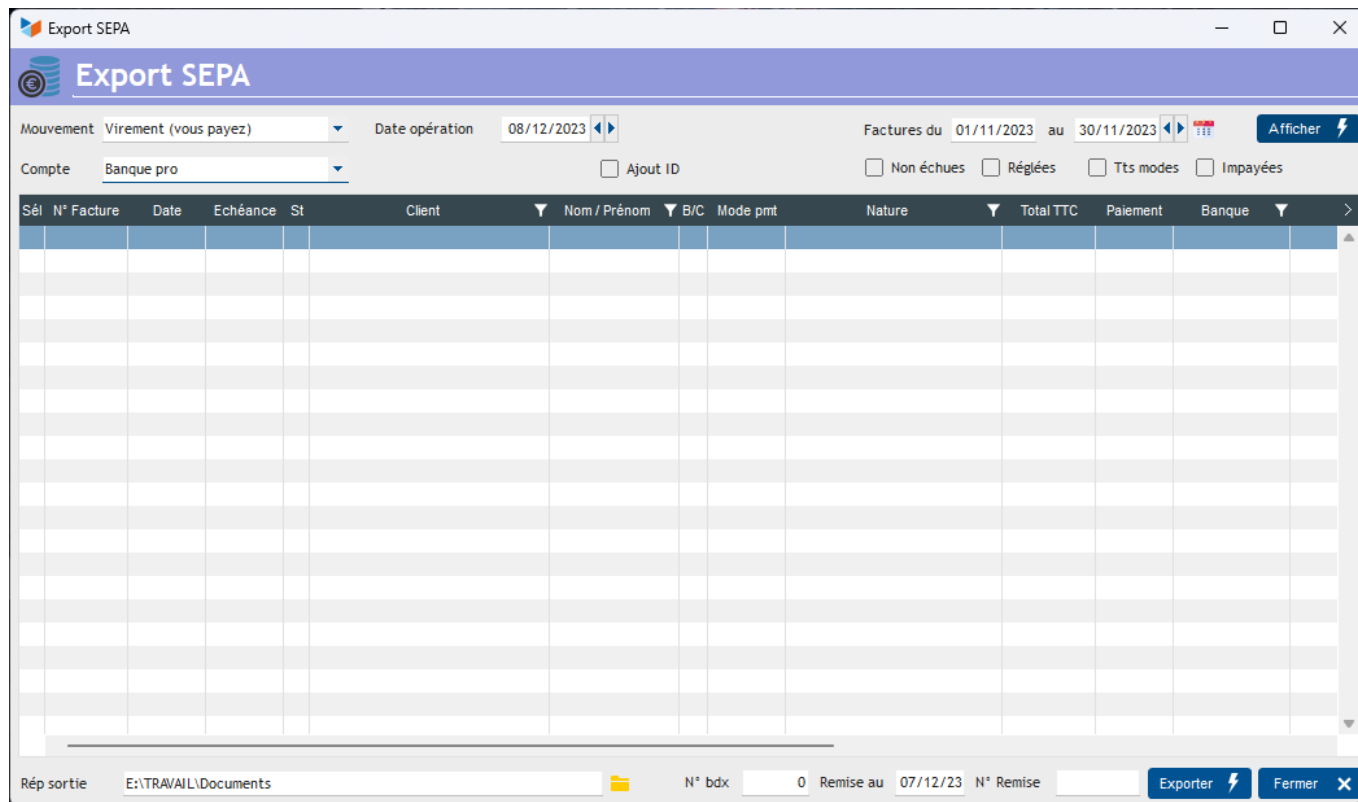 Export SEPA
Export SEPA
Mouvement Virement (vous payez) Date opération 08/12/2023 Factures du 01/11/2023 au 30/11/2023 Afficher
Compte Banque pro Ajout ID Non échues Réglées Tts modes Impayées
Sél N° Facture Date Echéance St Client Nom / Prénom B/C Mode pmt Nature Total TTC Paiement Banque
Rép sortie E:\TRAVAIL\Documents N° bdx 0 Remise au 07/12/23 N° Remise Exporter Fermer